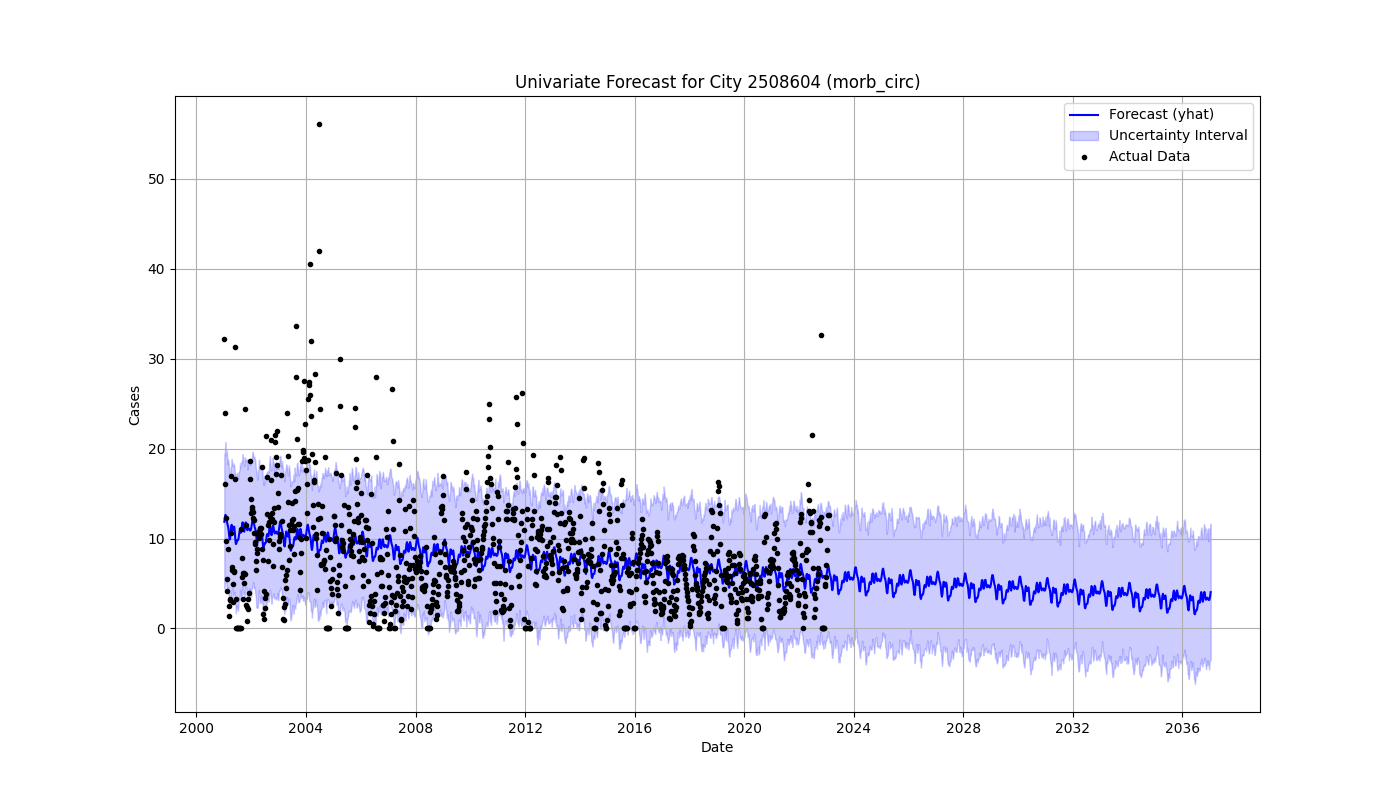 Univariate Forecast for City 2508604 (morb_circ)
Forecast (yhat)
Uncertainty Interval
Actual Data
50
40
30
20
10
0
Cases
2000 2004 2008 2012 2016 2020 2024 2028 2032 2036
Date